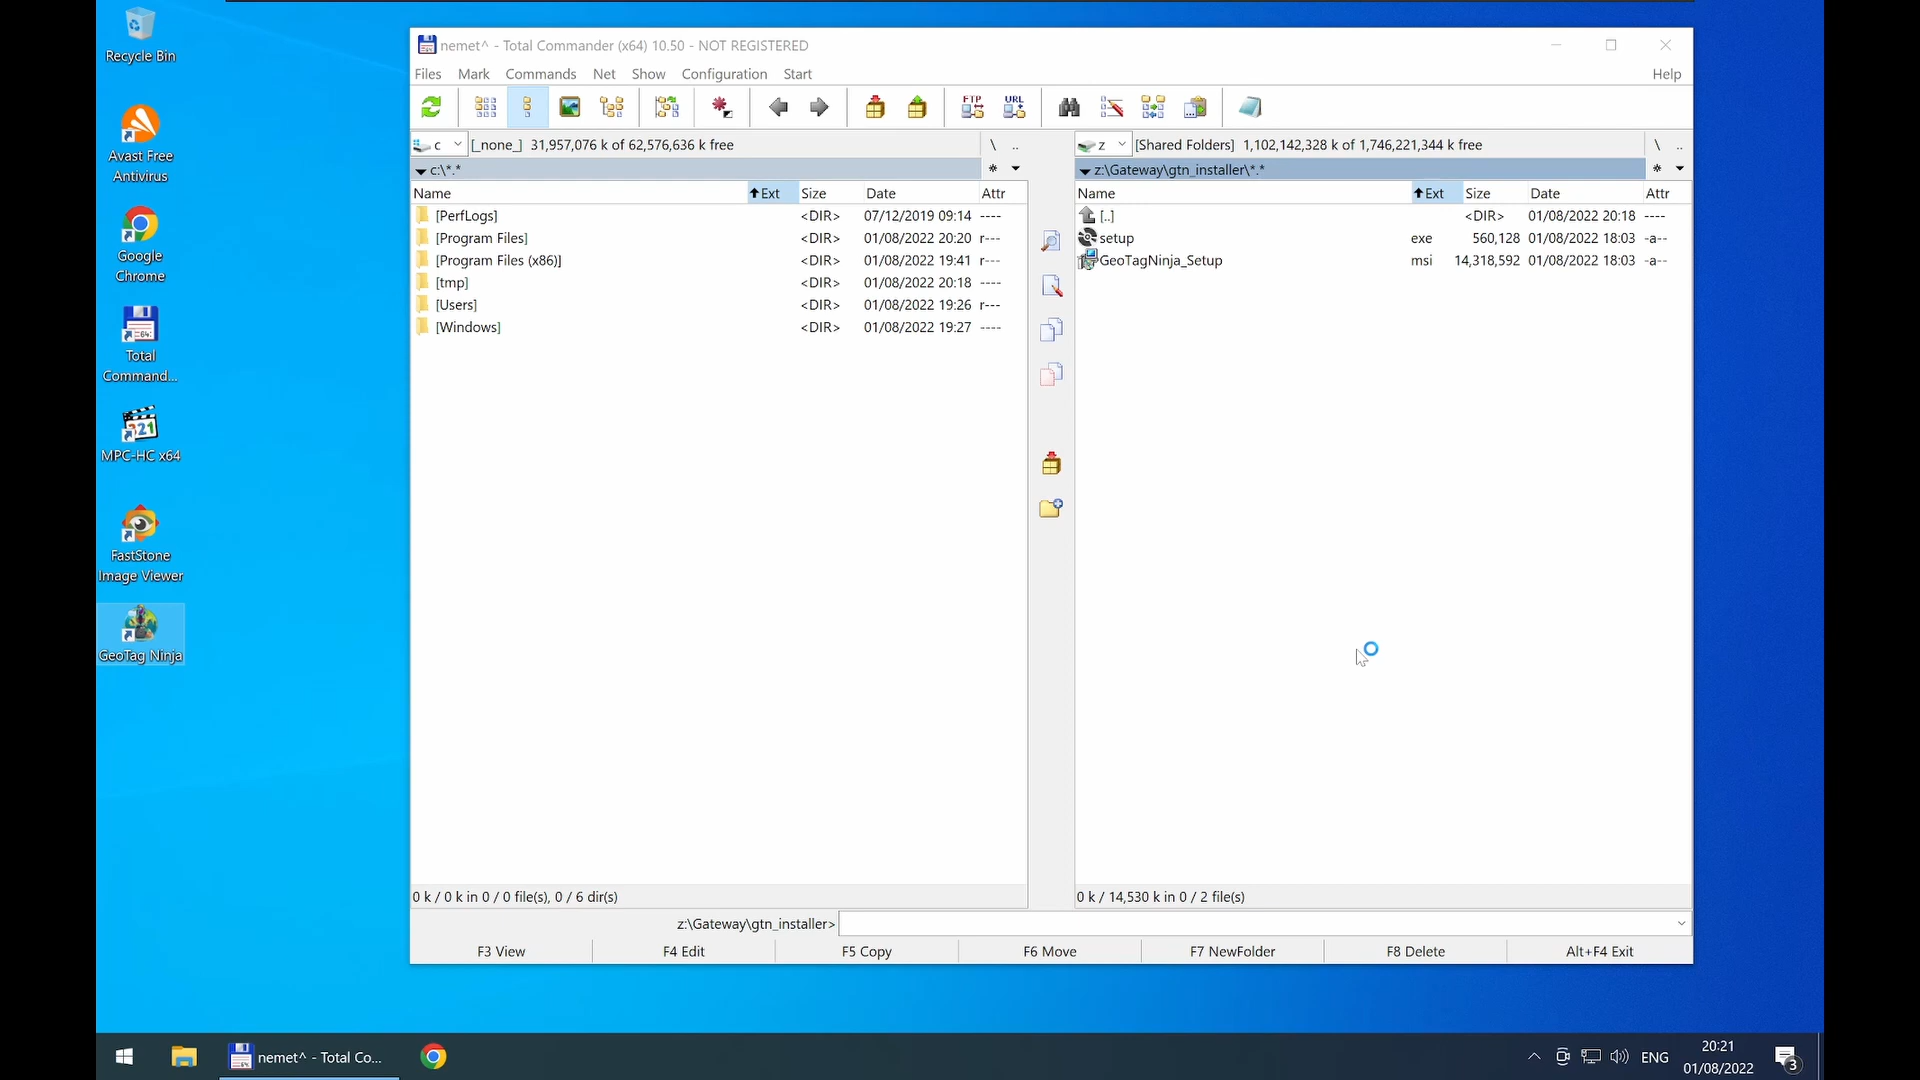 Recycle Bin
Avast Free
Antivirus
Google
Chrome
64:
Total
Command...
321
MPC-HC x64
FastStone
Image Viewer
GeoTag Ninja
nemet^ - Total Commander (x64) 10.50 - NOT REGISTERED
Files Mark Commands Net Show Configuration Start Help
FTP URL
c [_none_] 31,957,076 k of 62,576,636 k free \ ..
c:\*.* *
Name Ext Size Date Attr
[PerfLogs] <DIR> 07/12/2019 09:14 ----
[Program Files] <DIR> 01/08/2022 20:20 r---
[Program Files (x86)] <DIR> 01/08/2022 19:41 r---
[tmp] <DIR> 01/08/2022 20:18 ----
[Users] <DIR> 01/08/2022 19:26 r---
[Windows] <DIR> 01/08/2022 19:27 ----
0 k / 0 k in 0 / 0 file(s), 0 / 6 dir(s)
z [Shared Folders] 1,102,142,328 k of 1,746,221,344 k free \ ..
z:\Gateway\gtn_installer\*.* *
Name Ext Size Date Attr
[..] <DIR> 01/08/2022 20:18 ----
setup exe 560,128 01/08/2022 18:03 -a--
GeoTagNinja_Setup msi 14,318,592 01/08/2022 18:03 -a--
0 k / 14,530 k in 0 / 2 file(s)
z:\Gateway\gtn_installer>
F3 View F4 Edit F5 Copy F6 Move F7 NewFolder F8 Delete Alt+F4 Exit
nemet^ - Total Co... ENG
20:21
01/08/2022
3